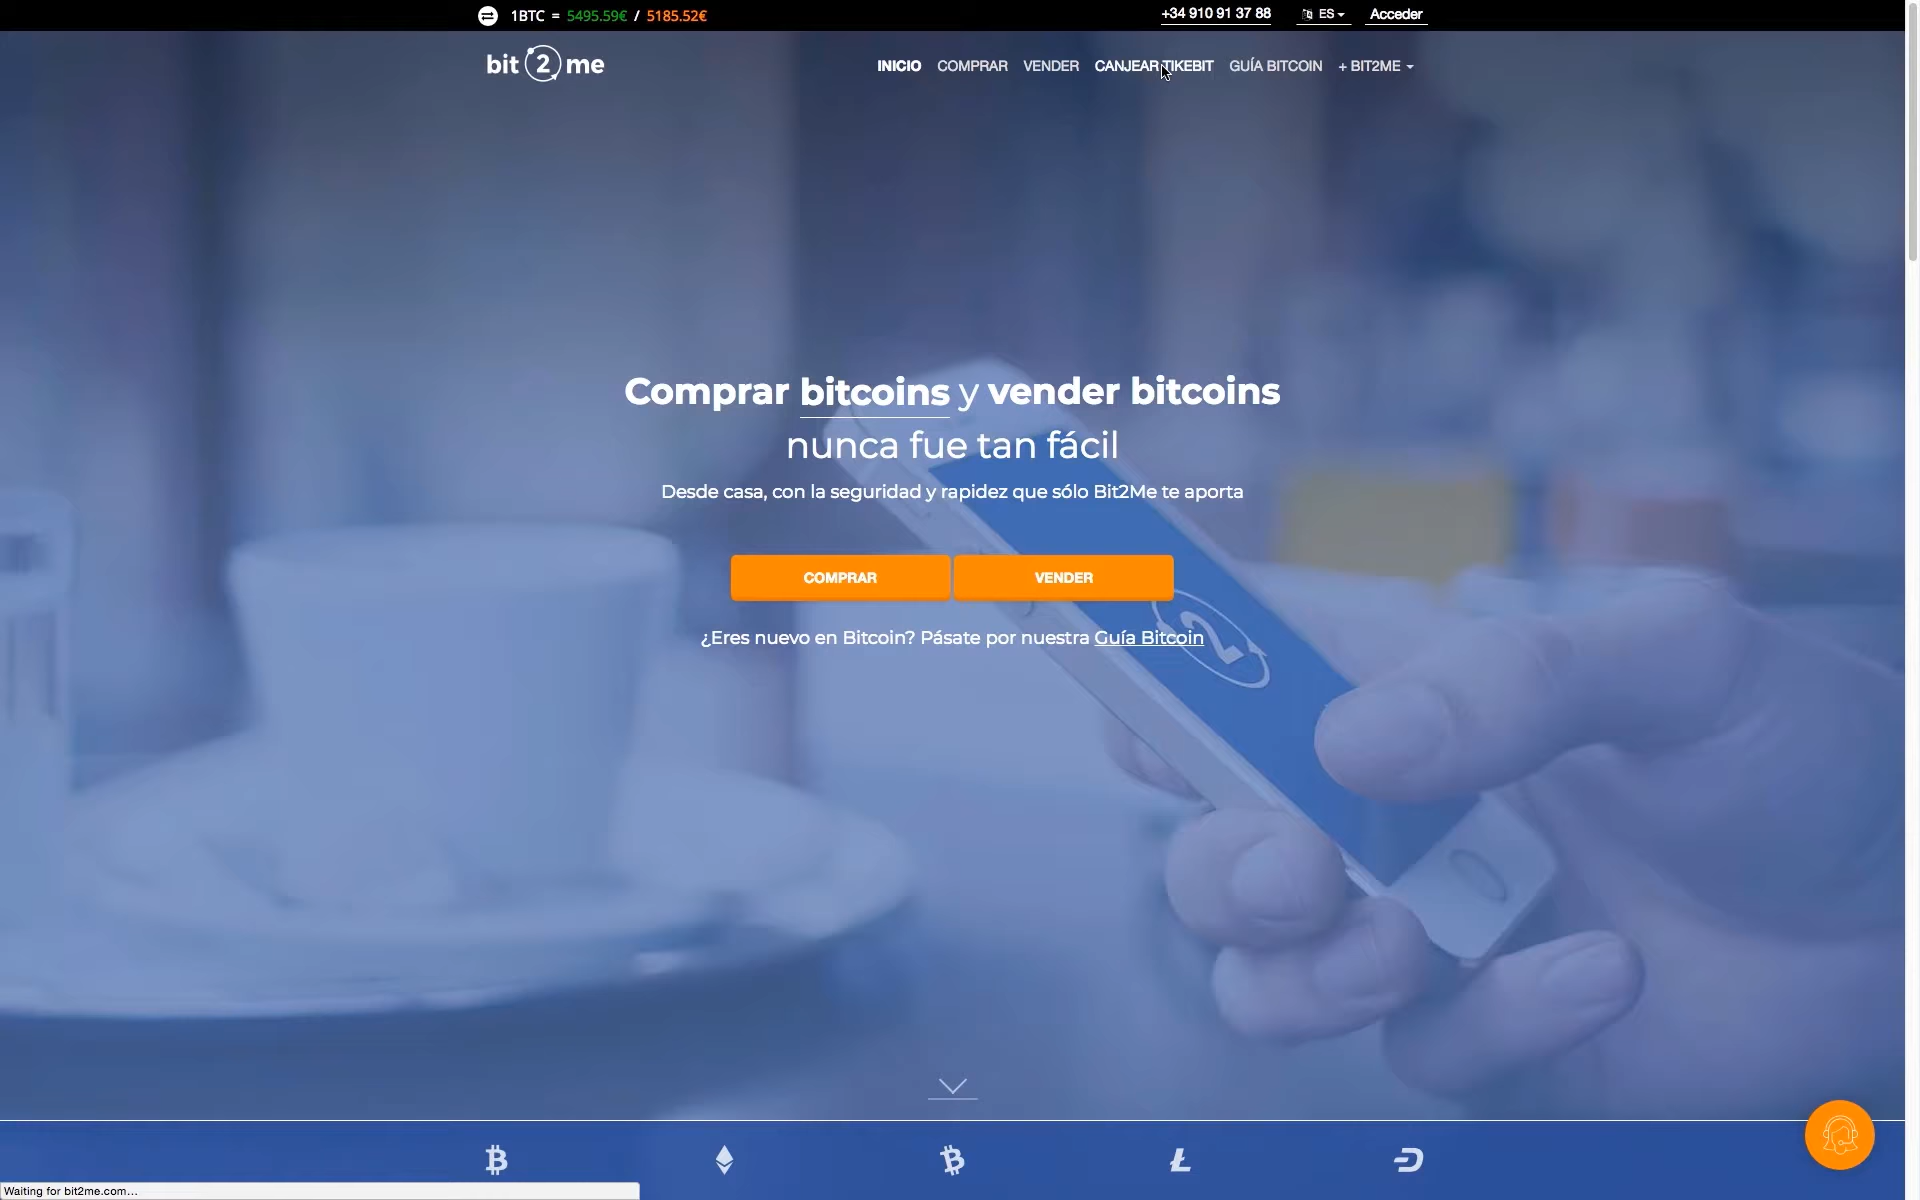 1BTC = 5495.59€ / 5185.52€
+34 910 91 37 88
ES
Acceder
bit 2 me
INICIO COMPRAR VENDER CANJEAR TIKEBIT GUÍA BITCOIN + BIT2ME
Comprar bitcoins y vender bitcoins
nunca fue tan fácil
Desde casa, con la seguridad y rapidez que sólo Bit2Me te aporta
COMPRAR VENDER
¿Eres nuevo en Bitcoin? Pásate por nuestra Guía Bitcoin
Waiting for bit2me.com...